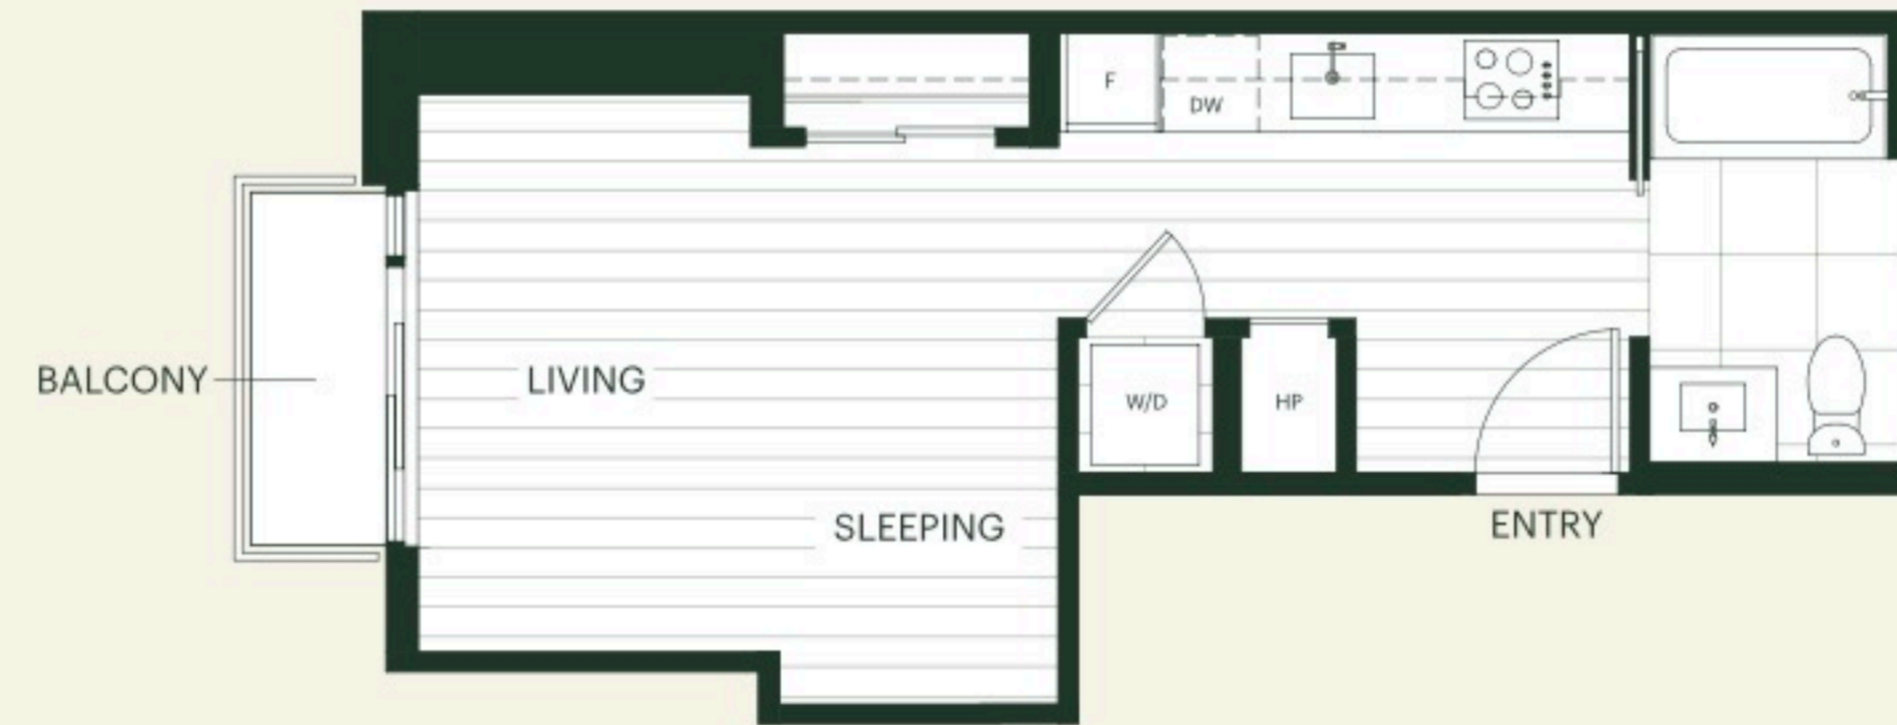 F
DW
BALCONY
LIVING
W/D
HP
SLEEPING
ENTRY